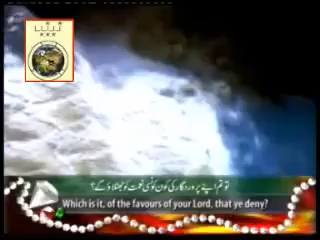 تو تم اپنے پروردگار کی کون کونسی نعمت کو جھٹلاؤ گے؟
Which is it, of the favours of your Lord, that ye deny?